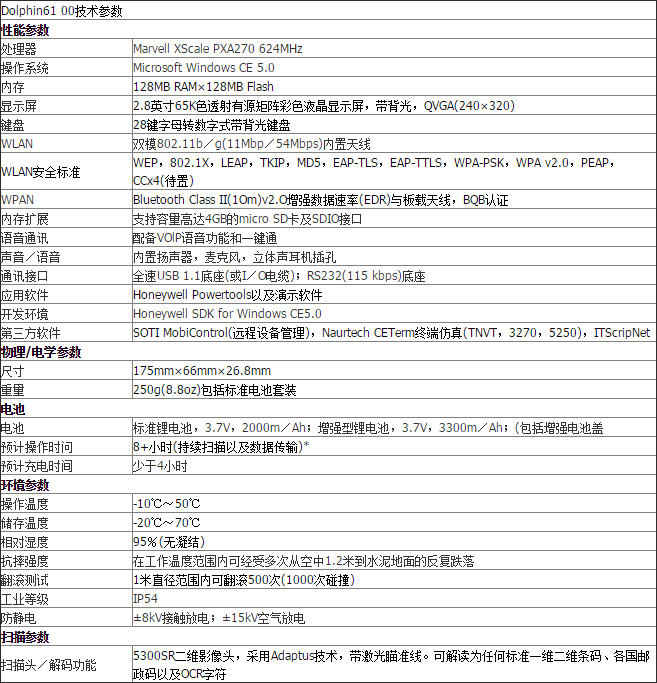 Dolphin61 00技术参数
性能参数
处理器 Marvell XScale PXA270 624MHz
操作系统 Microsoft Windows CE 5.0
内存 128MB RAM×128MB Flash
显示屏 2.8英寸65K色透射有源矩阵彩色液晶显示屏，带背光，QVGA(240×320)
键盘 28键字母转数字式带背光键盘
WLAN 双模802.11b／g(11Mbp／54Mbps)内置天线
WLAN安全标准 WEP，802.1X，LEAP，TKIP，MD5，EAP-TLS，EAP-TTLS，WPA-PSK，WPA v2.0，PEAP，
CCx4(待置)
WPAN Bluetooth Class II(1Om)v2.O增强数据速率(EDR)与板载天线，BQB认证
内存扩展 支持容量高达4GB的micro SD卡及SDIO接口
语音通讯 配备VOlP语音功能和一键通
声音／语音 内置扬声器，麦克风，立体声耳机插孔
通讯接口 全速USB 1.1底座(或I／O电缆)；RS232(115 kbps)底座
应用软件 Honeywell Powertools以及演示软件
开发环境 Honeywell SDK for Windows CE5.0
第三方软件 SOTI MobiControl(远程设备管理)，Naurtech CETerm终端仿真(TNVT，3270，5250)，ITScripNet
物理/电学参数
尺寸 175mm×66mm×26.8mm
重量 250g(8.8oz)包括标准电池套装
电池
电池 标准锂电池，3.7V，2000m／Ah；增强型锂电池，3.7V，3300m／Ah；(包括增强电池盖
预计操作时间 8+小时(持续扫描以及数据传输)*
预计充电时间 少于4小时
环境参数
操作温度 -10℃～50℃
储存温度 -20℃～70℃
相对湿度 95％(无凝结)
抗摔强度 在工作温度范围内可经受多次从空中1.2米到水泥地面的反复跌落
翻滚测试 1米直径范围内可翻滚500次(1000次碰撞)
工业等级 IP54
防静电 ±8kV接触放电；±15kV空气放电
扫描参数
扫描头／解码功能 5300SR二维影像头，采用Adaptus技术，带激光瞄准线。可解读为任何标准一维二维条码、各国邮
政码以及OCR字符